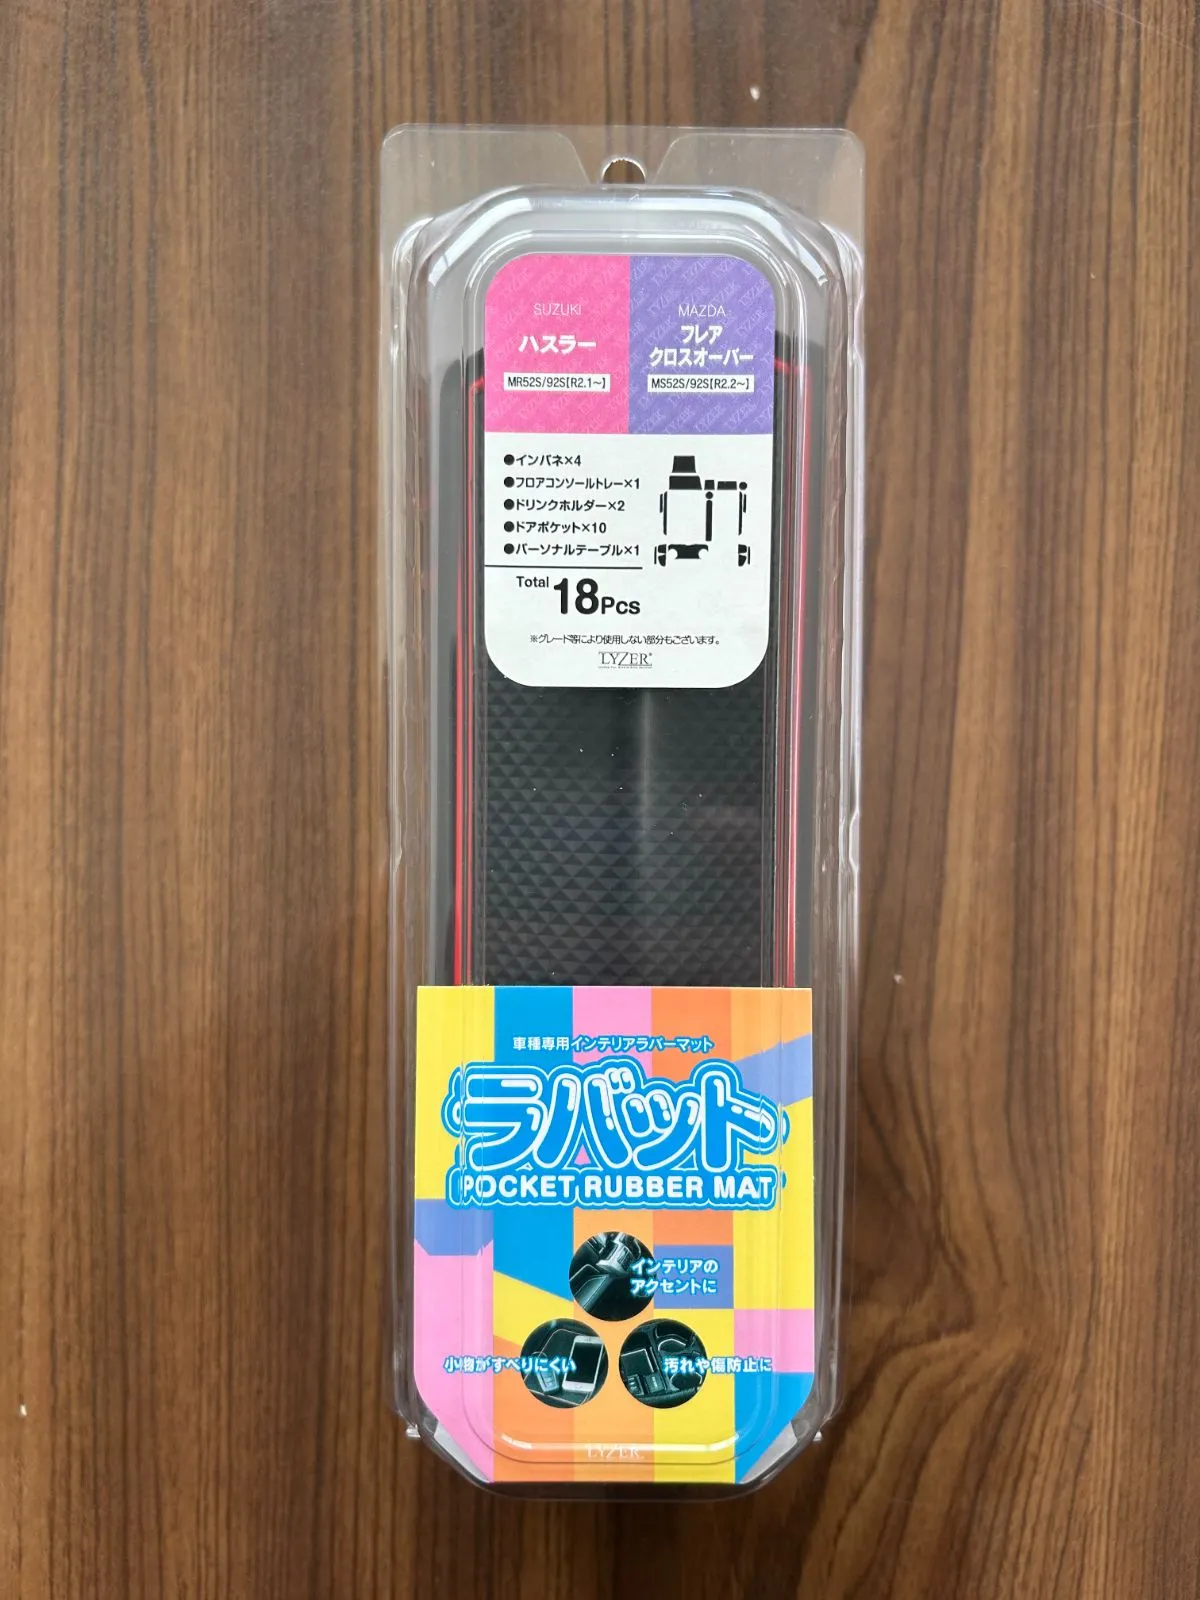 SUZUKI
ハスラー
MR52S/92S【R2.1～】
MAZDA
フレア
クロスオーバー
MS52S/92S【R2.2～】
●インパネ×4
●フロアコンソールトレー×1
●ドリンクホルダー×2
●ドアポケット×10
●パーソナルテーブル×1
Total 18Pcs
※グレード等により使用しない部分もございます。
LYZER
車種専用インテリアラバーマット
ラバット
POCKET RUBBER MAT
インテリアの
アクセントに
小物がすべりにくい
汚れや傷防止に
LYZER